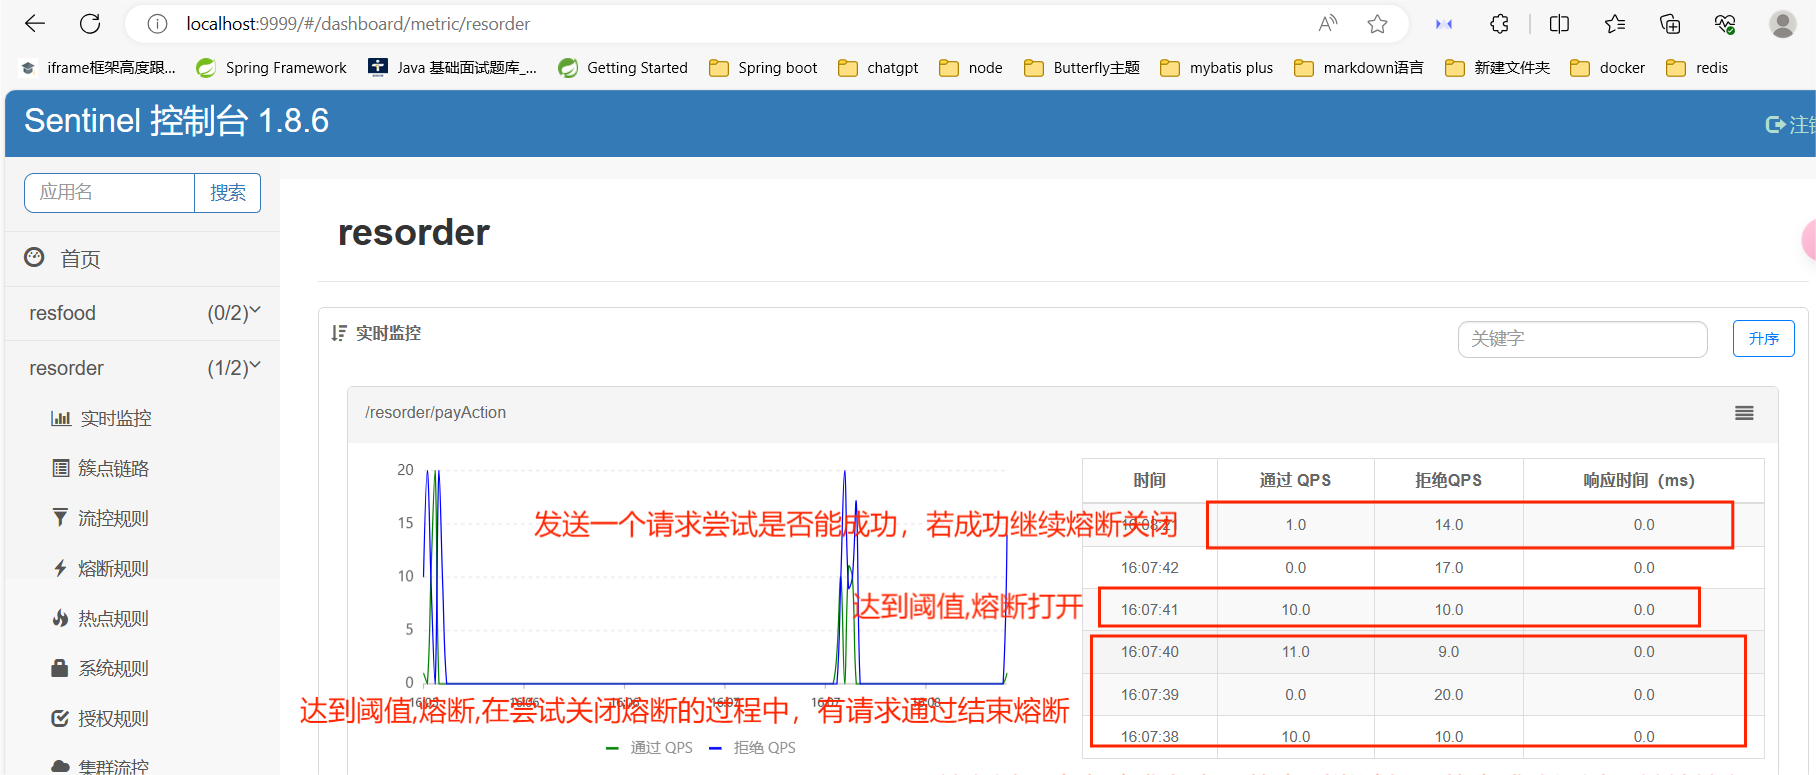 localhost:9999/#/dashboard/metric/resorder
iframe框架高度跟... Spring Framework Java 基础面试题库_... Getting Started Spring boot chatgpt node Butterfly主题 mybatis plus markdown语言 新建文件夹 docker redis
Sentinel 控制台 1.8.6
注销
应用名 搜索
首页
resfood (0/2)
resorder (1/2)
实时监控
簇点链路
流控规则
熔断规则
热点规则
系统规则
授权规则
集群流控
resorder
实时监控
关键字 升序
/resorder/payAction
20
15
10
5
0
发送一个请求尝试是否能成功，若成功继续熔断关闭
达到阈值,熔断打开
达到阈值,熔断,在尝试关闭熔断的过程中，有请求通过结束熔断
通过 QPS 拒绝 QPS
时间 通过 QPS 拒绝QPS 响应时间（ms）
16:08:21 1.0 14.0 0.0
16:07:42 0.0 17.0 0.0
16:07:41 10.0 10.0 0.0
16:07:40 11.0 9.0 0.0
16:07:39 0.0 20.0 0.0
16:07:38 10.0 10.0 0.0